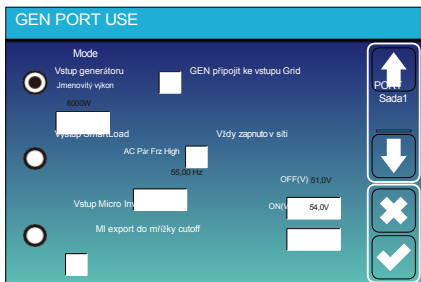 GEN PORT USE
Mode
Vstup generátoru
GEN připojit ke vstupu Grid
Jmenovitý výkon
PORT
Sada1
8000W
Výstup SmartLoad
Vždy zapnuto v síti
AC Pár Frz High
55,00 Hz
OFF(V) 51,0V
Vstup Micro Inv
ON(V
54,0V
MI export do mřížky cutoff